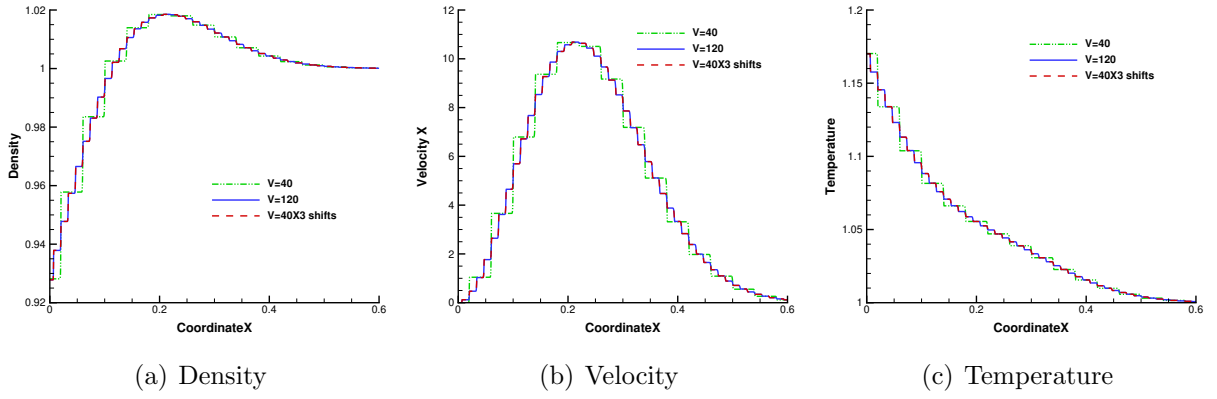 1.02
1
0.98
0.96
0.94
0.92
Density
V=40
V=120
V=40X3 shifts
0
0.2
0.4
0.6
CoordinateX
(a) Density
12
10
8
6
4
2
0
Velocity X
V=40
V=120
V=40X3 shifts
0
0.2
0.4
0.6
CoordinateX
(b) Velocity
1.2
1.15
1.1
1.05
1
Temperature
V=40
V=120
V=40X3 shifts
0
0.2
0.4
0.6
CoordinateX
(c) Temperature